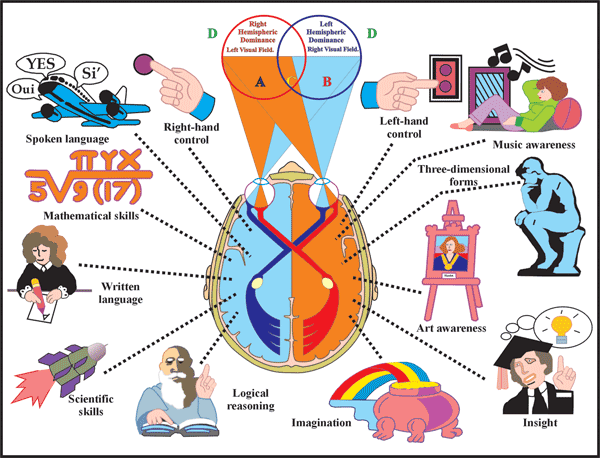 D
Right
Hemispheric
Dominance
Left Visual Field.
Left
Hemispheric
Dominance
Right Visual Field.
D
A
C
B
YES
Oui
Si'
Spoken language
Right-hand
control
Left-hand
control
Music awareness
πYX
5√9(17)
Mathematical skills
Three-dimensional
forms
Written
language
Art awareness
Scientific
skills
Logical
reasoning
Imagination
Insight